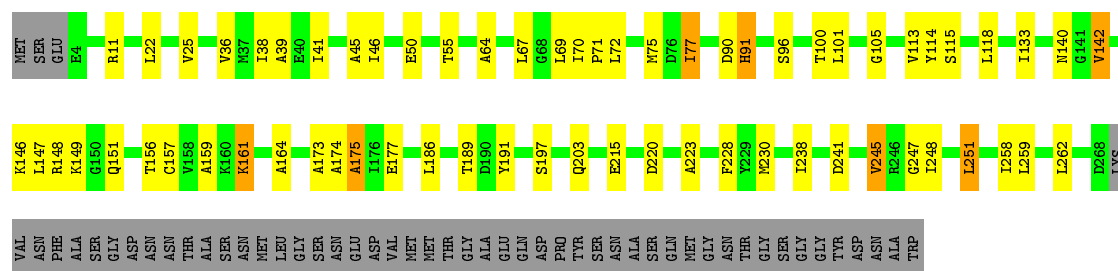 MET SER GLU E4 R11 L22 V25 V36 M37 I38 A39 E40 I41 A45 I46 E50 T55 A64 L67 G68 L69 I70 P71 L72 M75 D76 I77 D90 H91 S96 T100 L101 G105 V113 Y114 S115 L118 I133 N140 G141 V142
K146 L147 R148 K149 G150 Q151 T156 C157 V158 A159 K160 K161 A164 A173 A174 A175 I176 E177 L186 T189 D190 Y191 S197 Q203 E215 D220 A223 F228 Y229 M230 I238 D241 V245 R246 G247 I248 L251 I258 L259 L262 D268 LYS
VAL ASN PHE ALA SER GLY ASP ASN ASN THR ALA SER ASN MET LEU GLY SER ASN GLU ASP VAL MET MET THR GLY ALA GLU GLN ASP PRO TYR SER ASN ALA SER GLN MET GLY ASN THR GLY SER GLY GLY TYR ASP ASN ALA TRP